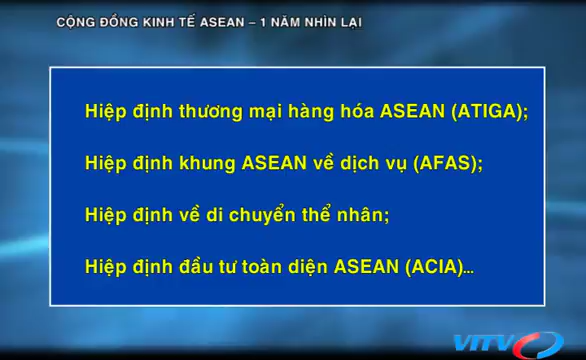 CỘNG ĐỒNG KINH TẾ ASEAN – 1 NĂM NHÌN LẠI
Hiệp định thương mại hàng hóa ASEAN (ATIGA);
Hiệp định khung ASEAN về dịch vụ (AFAS);
Hiệp định về di chuyển thể nhân;
Hiệp định đầu tư toàn diện ASEAN (ACIA)...
VITV